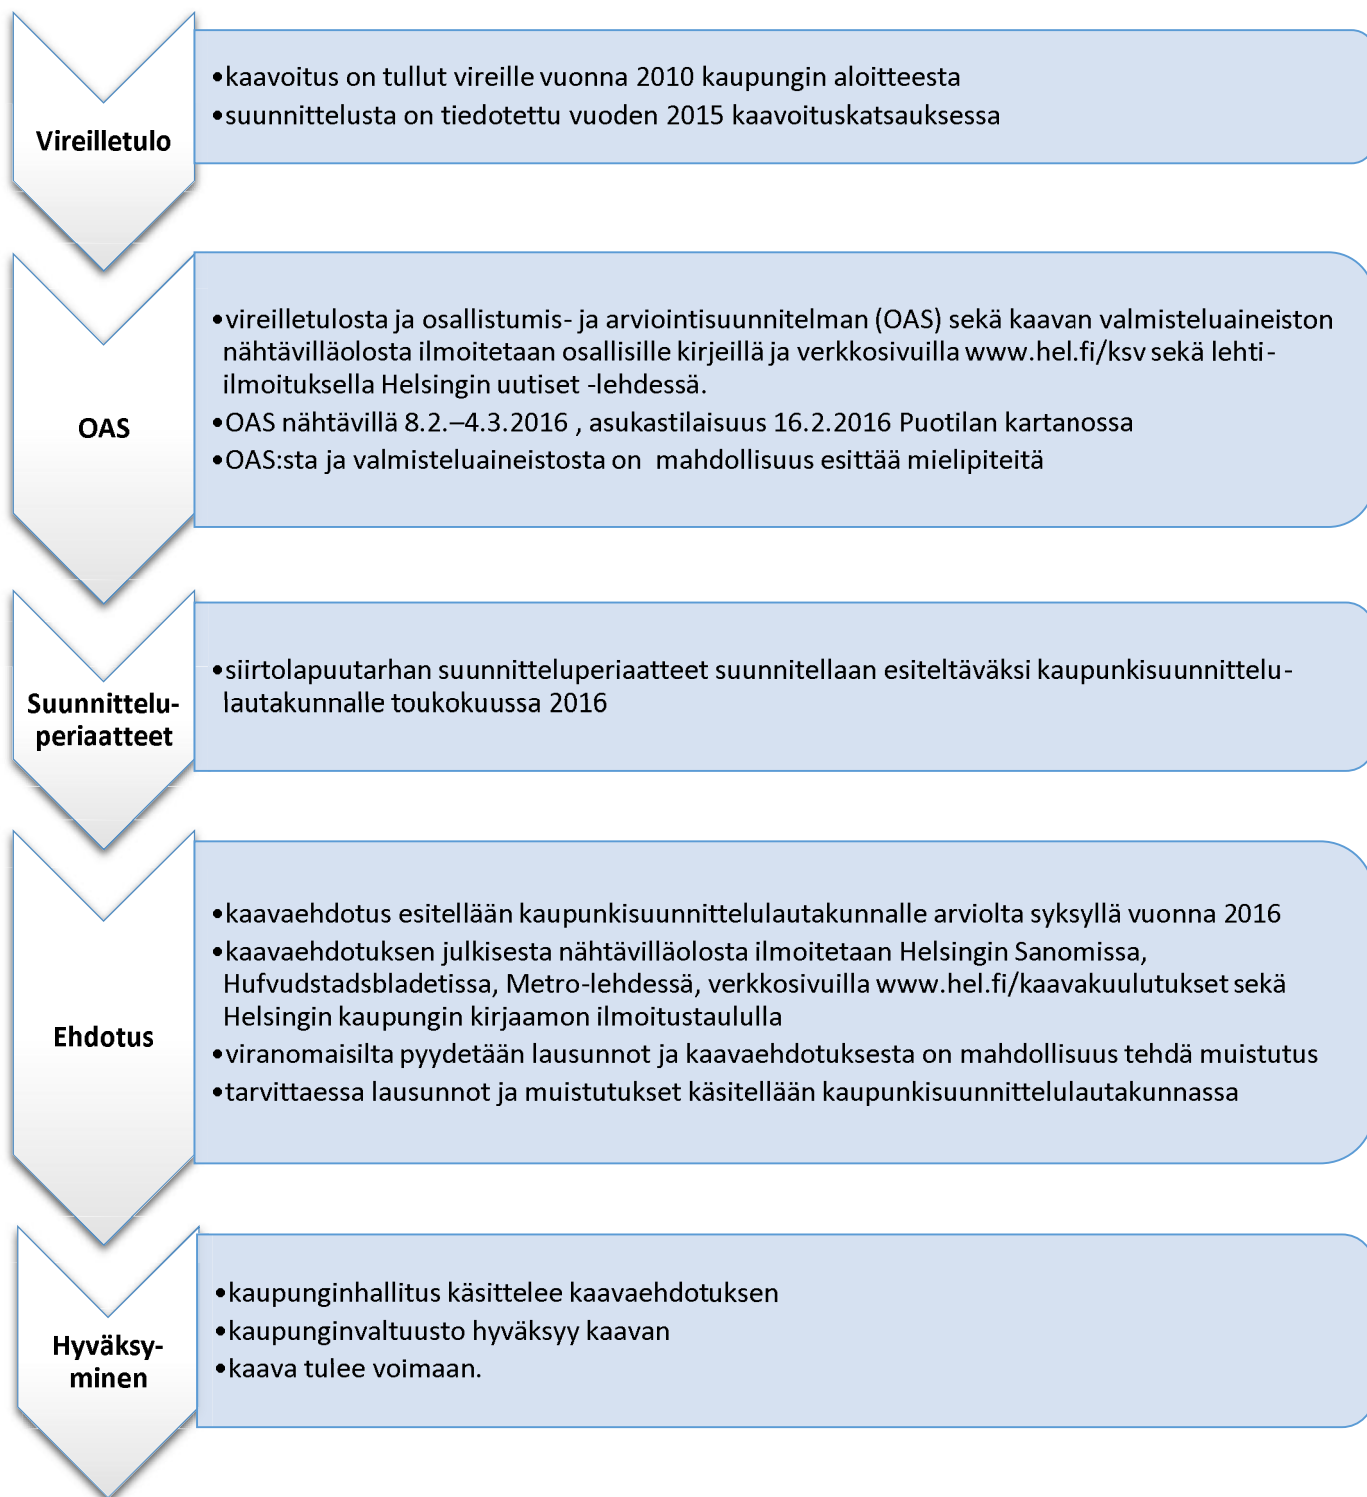 Vireilletulo
•kaavoitus on tullut vireille vuonna 2010 kaupungin aloitteesta
•suunnittelusta on tiedotettu vuoden 2015 kaavoituskatsauksessa
OAS
•vireilletulosta ja osallistumis- ja arviointisuunnitelman (OAS) sekä kaavan valmisteluaineiston
nähtävilläolosta ilmoitetaan osallisille kirjeillä ja verkkosivuilla www.hel.fi/ksv sekä lehti-
ilmoituksella Helsingin uutiset -lehdessä.
•OAS nähtävillä 8.2.–4.3.2016 , asukastilaisuus 16.2.2016 Puotilan kartanossa
•OAS:sta ja valmisteluaineistosta on mahdollisuus esittää mielipiteitä
Suunnittelu-
periaatteet
•siirtolapuutarhan suunnitteluperiaatteet suunnitellaan esiteltäväksi kaupunkisuunnittelu-
lautakunnalle toukokuussa 2016
Ehdotus
•kaavaehdotus esitellään kaupunkisuunnittelulautakunnalle arviolta syksyllä vuonna 2016
•kaavaehdotuksen julkisesta nähtävilläolosta ilmoitetaan Helsingin Sanomissa,
Hufvudstadsbladetissa, Metro-lehdessä, verkkosivuilla www.hel.fi/kaavakuulutukset sekä
Helsingin kaupungin kirjaamon ilmoitustaululla
•viranomaisilta pyydetään lausunnot ja kaavaehdotuksesta on mahdollisuus tehdä muistutus
•tarvittaessa lausunnot ja muistutukset käsitellään kaupunkisuunnittelulautakunnassa
Hyväksy-
minen
•kaupunginhallitus käsittelee kaavaehdotuksen
•kaupunginvaltuusto hyväksyy kaavan
•kaava tulee voimaan.